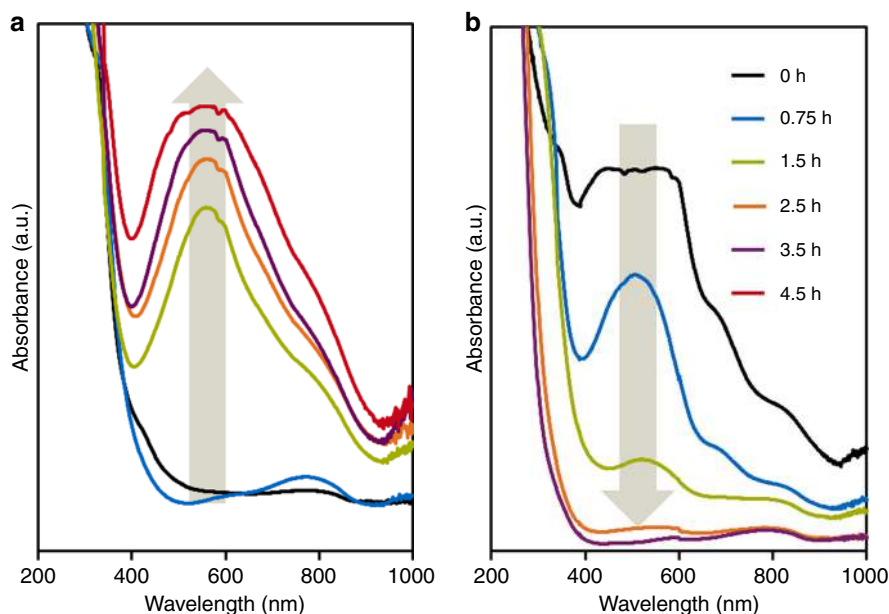 a
Absorbance (a.u.)
200 400 600 800 1000
Wavelength (nm)
b
Absorbance (a.u.)
0 h
0.75 h
1.5 h
2.5 h
3.5 h
4.5 h
200 400 600 800 1000
Wavelength (nm)